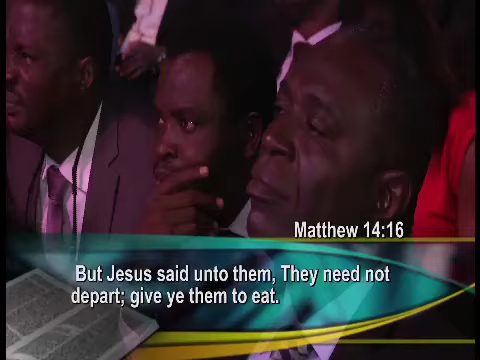 Matthew 14:16
But Jesus said unto them, They need not
depart; give ye them to eat.